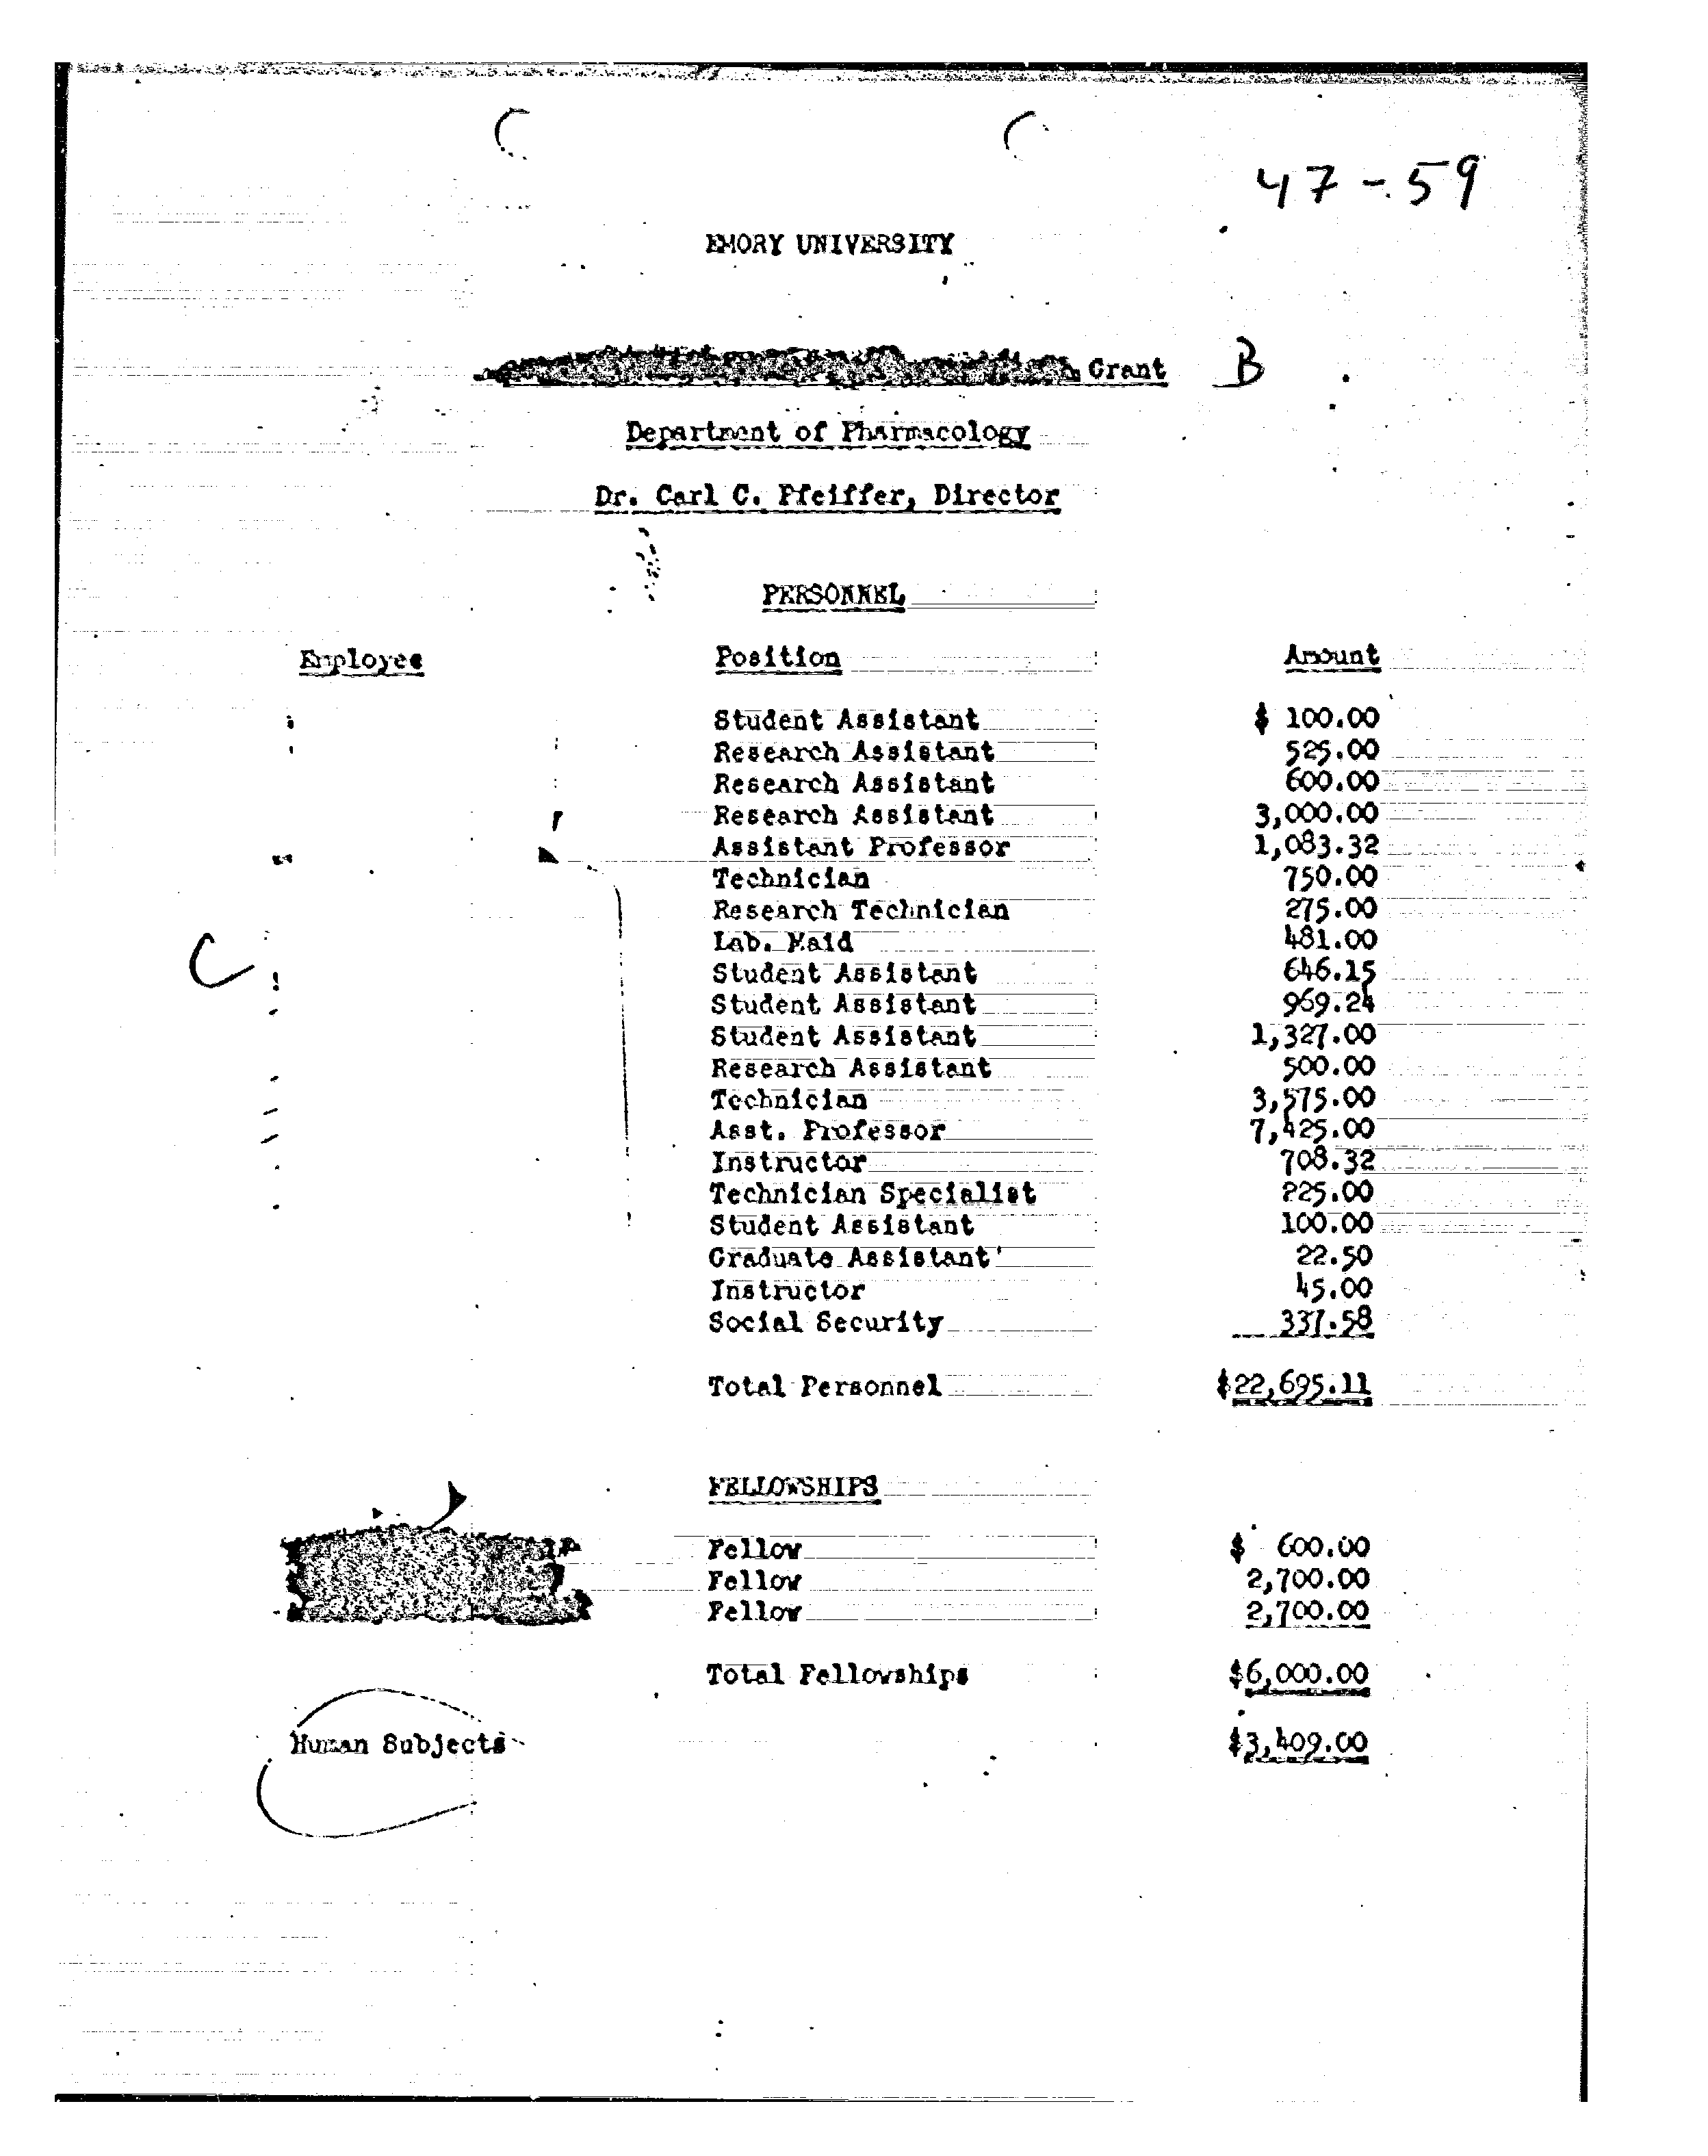 47-59
EMORY UNIVERSITY
Grant B
Department of Pharmacology
Dr. Carl C. Pfeiffer, Director
PERSONNEL
Employee Position Amount
Student Assistant $ 100.00
Research Assistant 525.00
Research Assistant 600.00
Research Assistant 3,000.00
Assistant Professor 1,083.32
Technician 750.00
Research Technician 275.00
Lab. Maid 481.00
C
Student Assistant 646.15
Student Assistant 969.24
Student Assistant 1,327.00
Research Assistant 500.00
Technician 3,575.00
Asst. Professor 7,425.00
Instructor 708.32
Technician Specialist 225.00
Student Assistant 100.00
Graduate Assistant 22.50
Instructor 45.00
Social Security 337.58
Total Personnel $22,695.11
FELLOWSHIPS
Fellow $ 600.00
Fellow 2,700.00
Fellow 2,700.00
Total Fellowships $6,000.00
Human Subjects $3,409.00